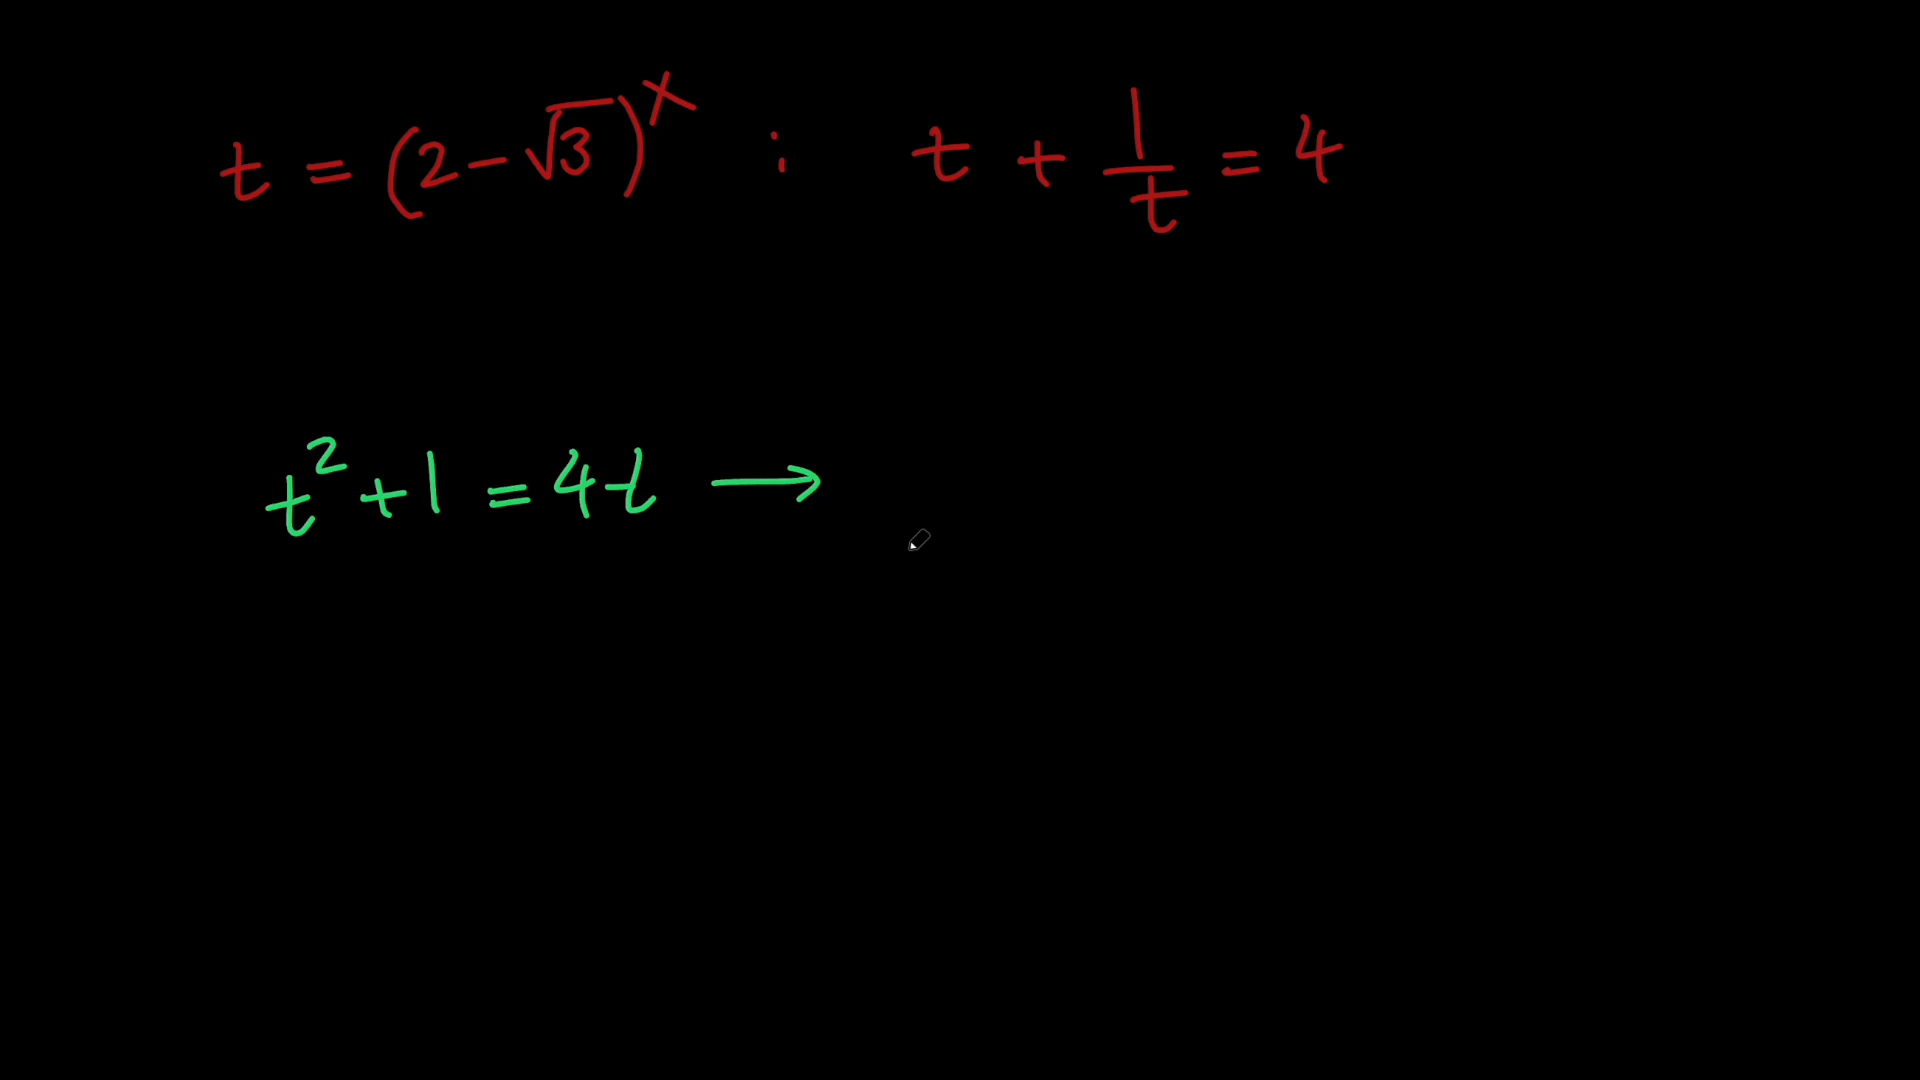 t = (2 - √3)^x : t + 1/t = 4
t² + 1 = 4t →